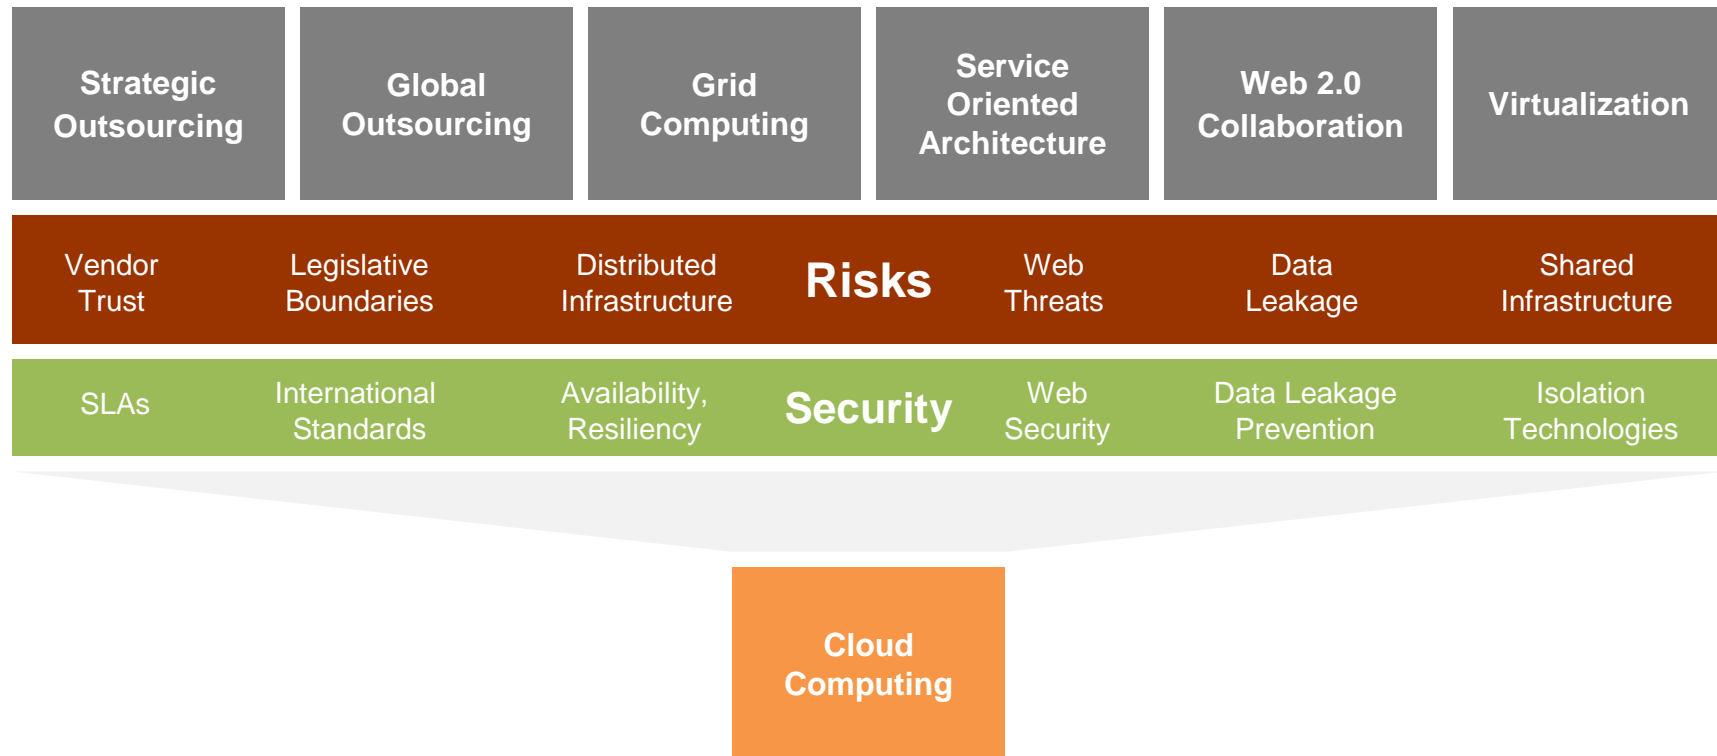 Strategic
Outsourcing
Global
Outsourcing
Grid
Computing
Service
Oriented
Architecture
Web 2.0
Collaboration
Virtualization
Vendor
Trust
Legislative
Boundaries
Distributed
Infrastructure
Risks
Web
Threats
Data
Leakage
Shared
Infrastructure
SLAs
International
Standards
Availability,
Resiliency
Security
Web
Security
Data Leakage
Prevention
Isolation
Technologies
Cloud
Computing